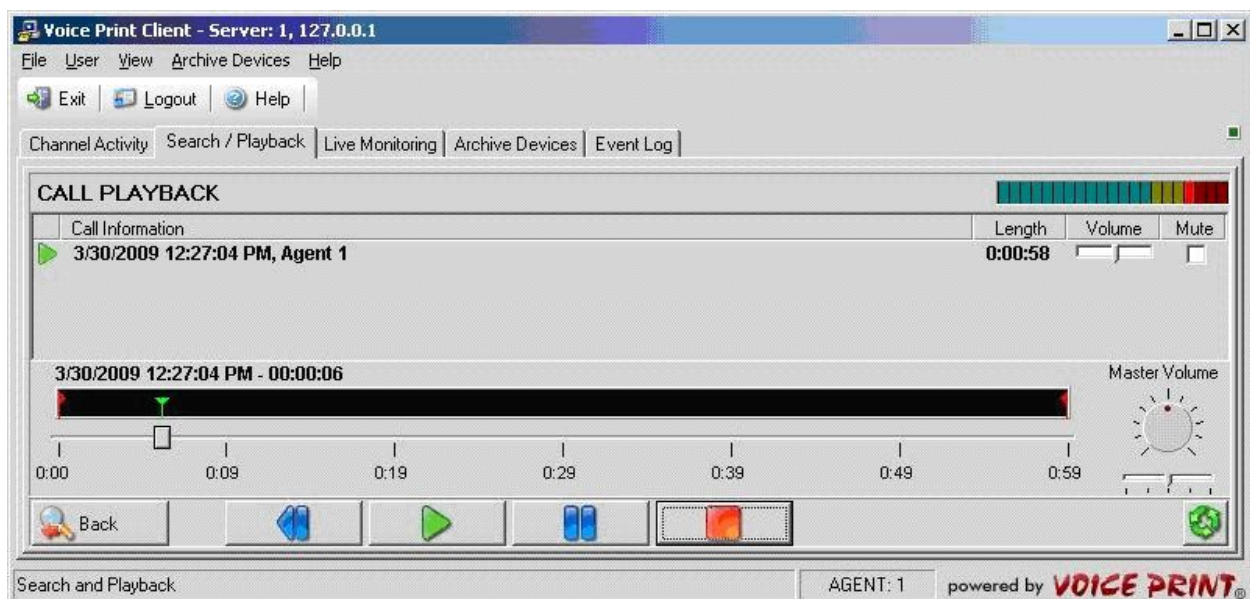 Voice Print Client - Server: 1, 127.0.0.1
File User View Archive Devices Help
Exit Logout Help
Channel Activity Search / Playback Live Monitoring Archive Devices Event Log
CALL PLAYBACK
Call Information Length Volume Mute
3/30/2009 12:27:04 PM, Agent 1 0:00:58
3/30/2009 12:27:04 PM - 00:00:06 Master Volume
0:00 0:09 0:19 0:29 0:39 0:49 0:59
Back
Search and Playback AGENT: 1 powered by VOICE PRINT®